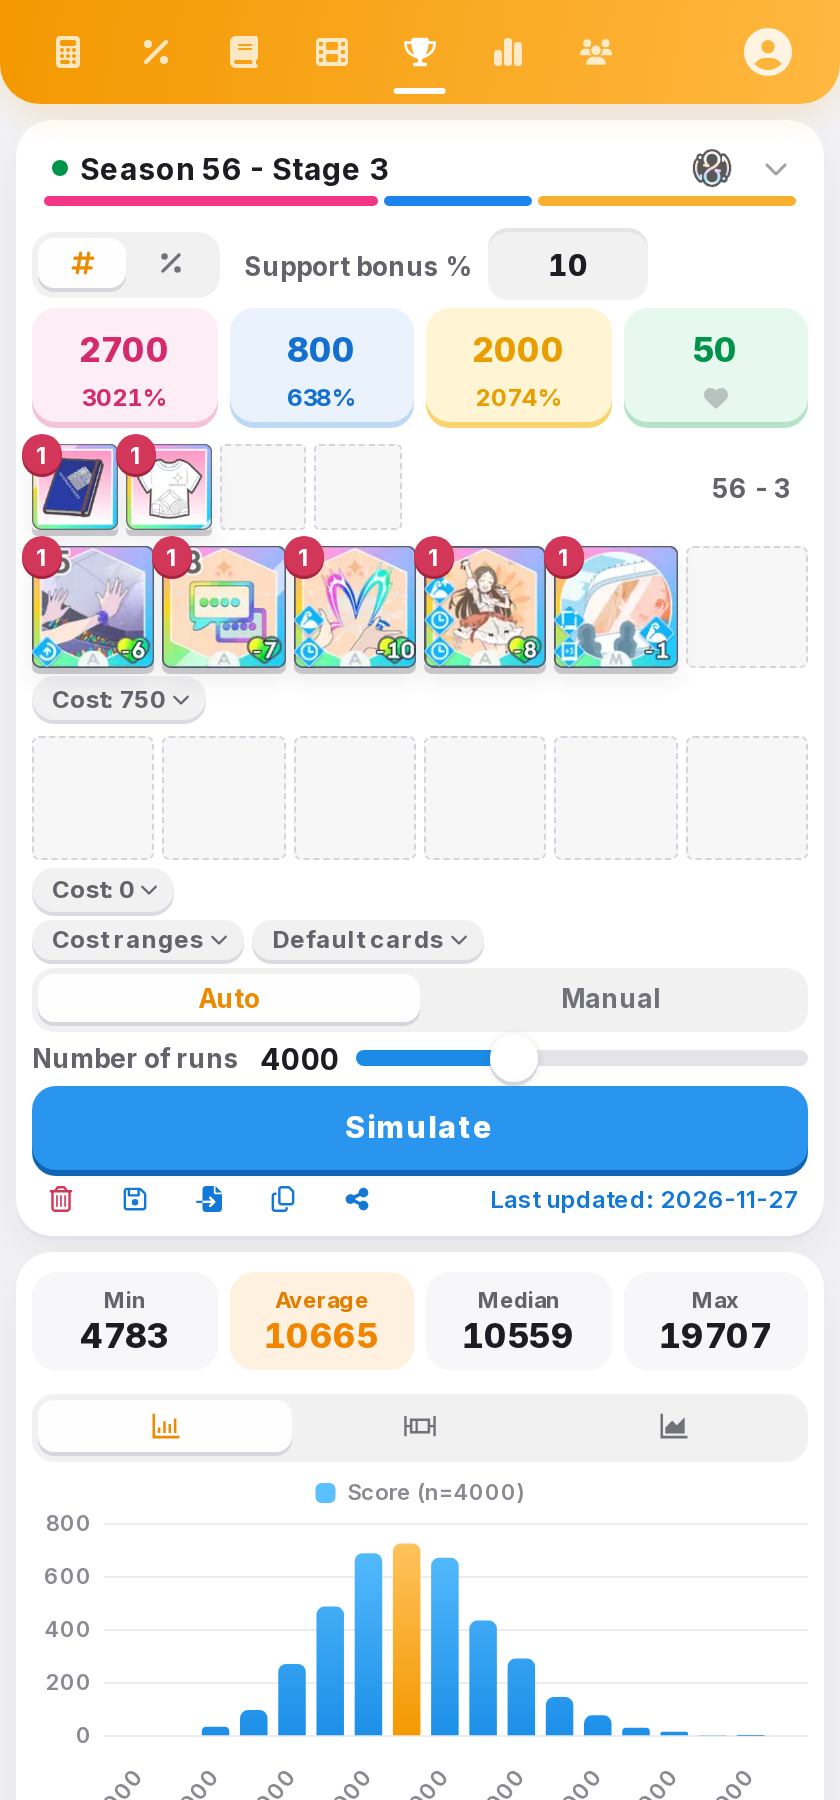 Season 56 - Stage 3
# % Support bonus % 10
2700 800 2000 50
3021% 638% 2074%
1 1 56 - 3
1 1 1 1 1
-6 -7 -10 -8 -1
A A A A M
Cost: 750
Cost: 0
Cost ranges Default cards
Auto Manual
Number of runs 4000
Simulate
Last updated: 2026-11-27
Min Average Median Max
4783 10665 10559 19707
Score (n=4000)
800
600
400
200
0